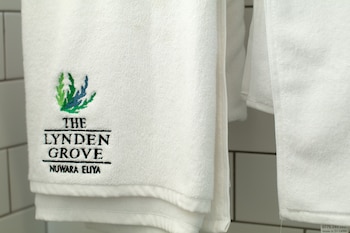 THE
LYNDEN
GROVE
NUWARA ELIYA